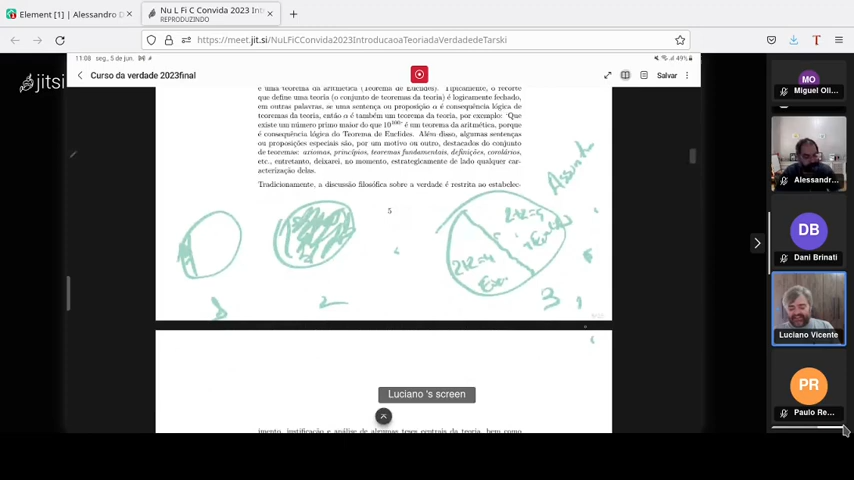 Element [1] | Alessandro D
Nu L Fi C Convida 2023 Int
REPRODUZINDO
https://meet.jit.si/NuLFiCConvida2023IntroducaoaTeoriadaVerdadedeTarski
jitsi
11:08 seg., 5 de jun.
49%
Curso da verdade 2023final
Salvar
é uma teorema da aritmética (Teorema de Euclides). Tipicamente, o recorte
que define uma teoria (o conjunto de teoremas da teoria) é logicamente fechado,
em outras palavras, se uma sentença ou proposição α é consequência lógica de
teoremas da teoria, então α é também um teorema da teoria, por exemplo: 'Que
existe um número primo maior do que é um teorema da aritmética, porque
é consequência lógica do Teorema de Euclides. Além disso, algumas sentenças
ou proposições especiais são, por um motivo ou outro, destacados do conjunto
de teoremas: axiomas, princípios, teoremas fundamentais, definições, corolários,
etc., entretanto, deixarei, no momento, estrategicamente de lado qualquer car-
acterização delas.
Tradicionamente, a discussão filosófica sobre a verdade é restrita ao estabelec-
5
2+2=4
3
Luciano 's screen
imento, justificação e análise de algumas teses centrais da teoria, bem como
MO
Miguel Oli...
Alessandr...
DB
Dani Brinati
Luciano Vicente
PR
Paulo Re...